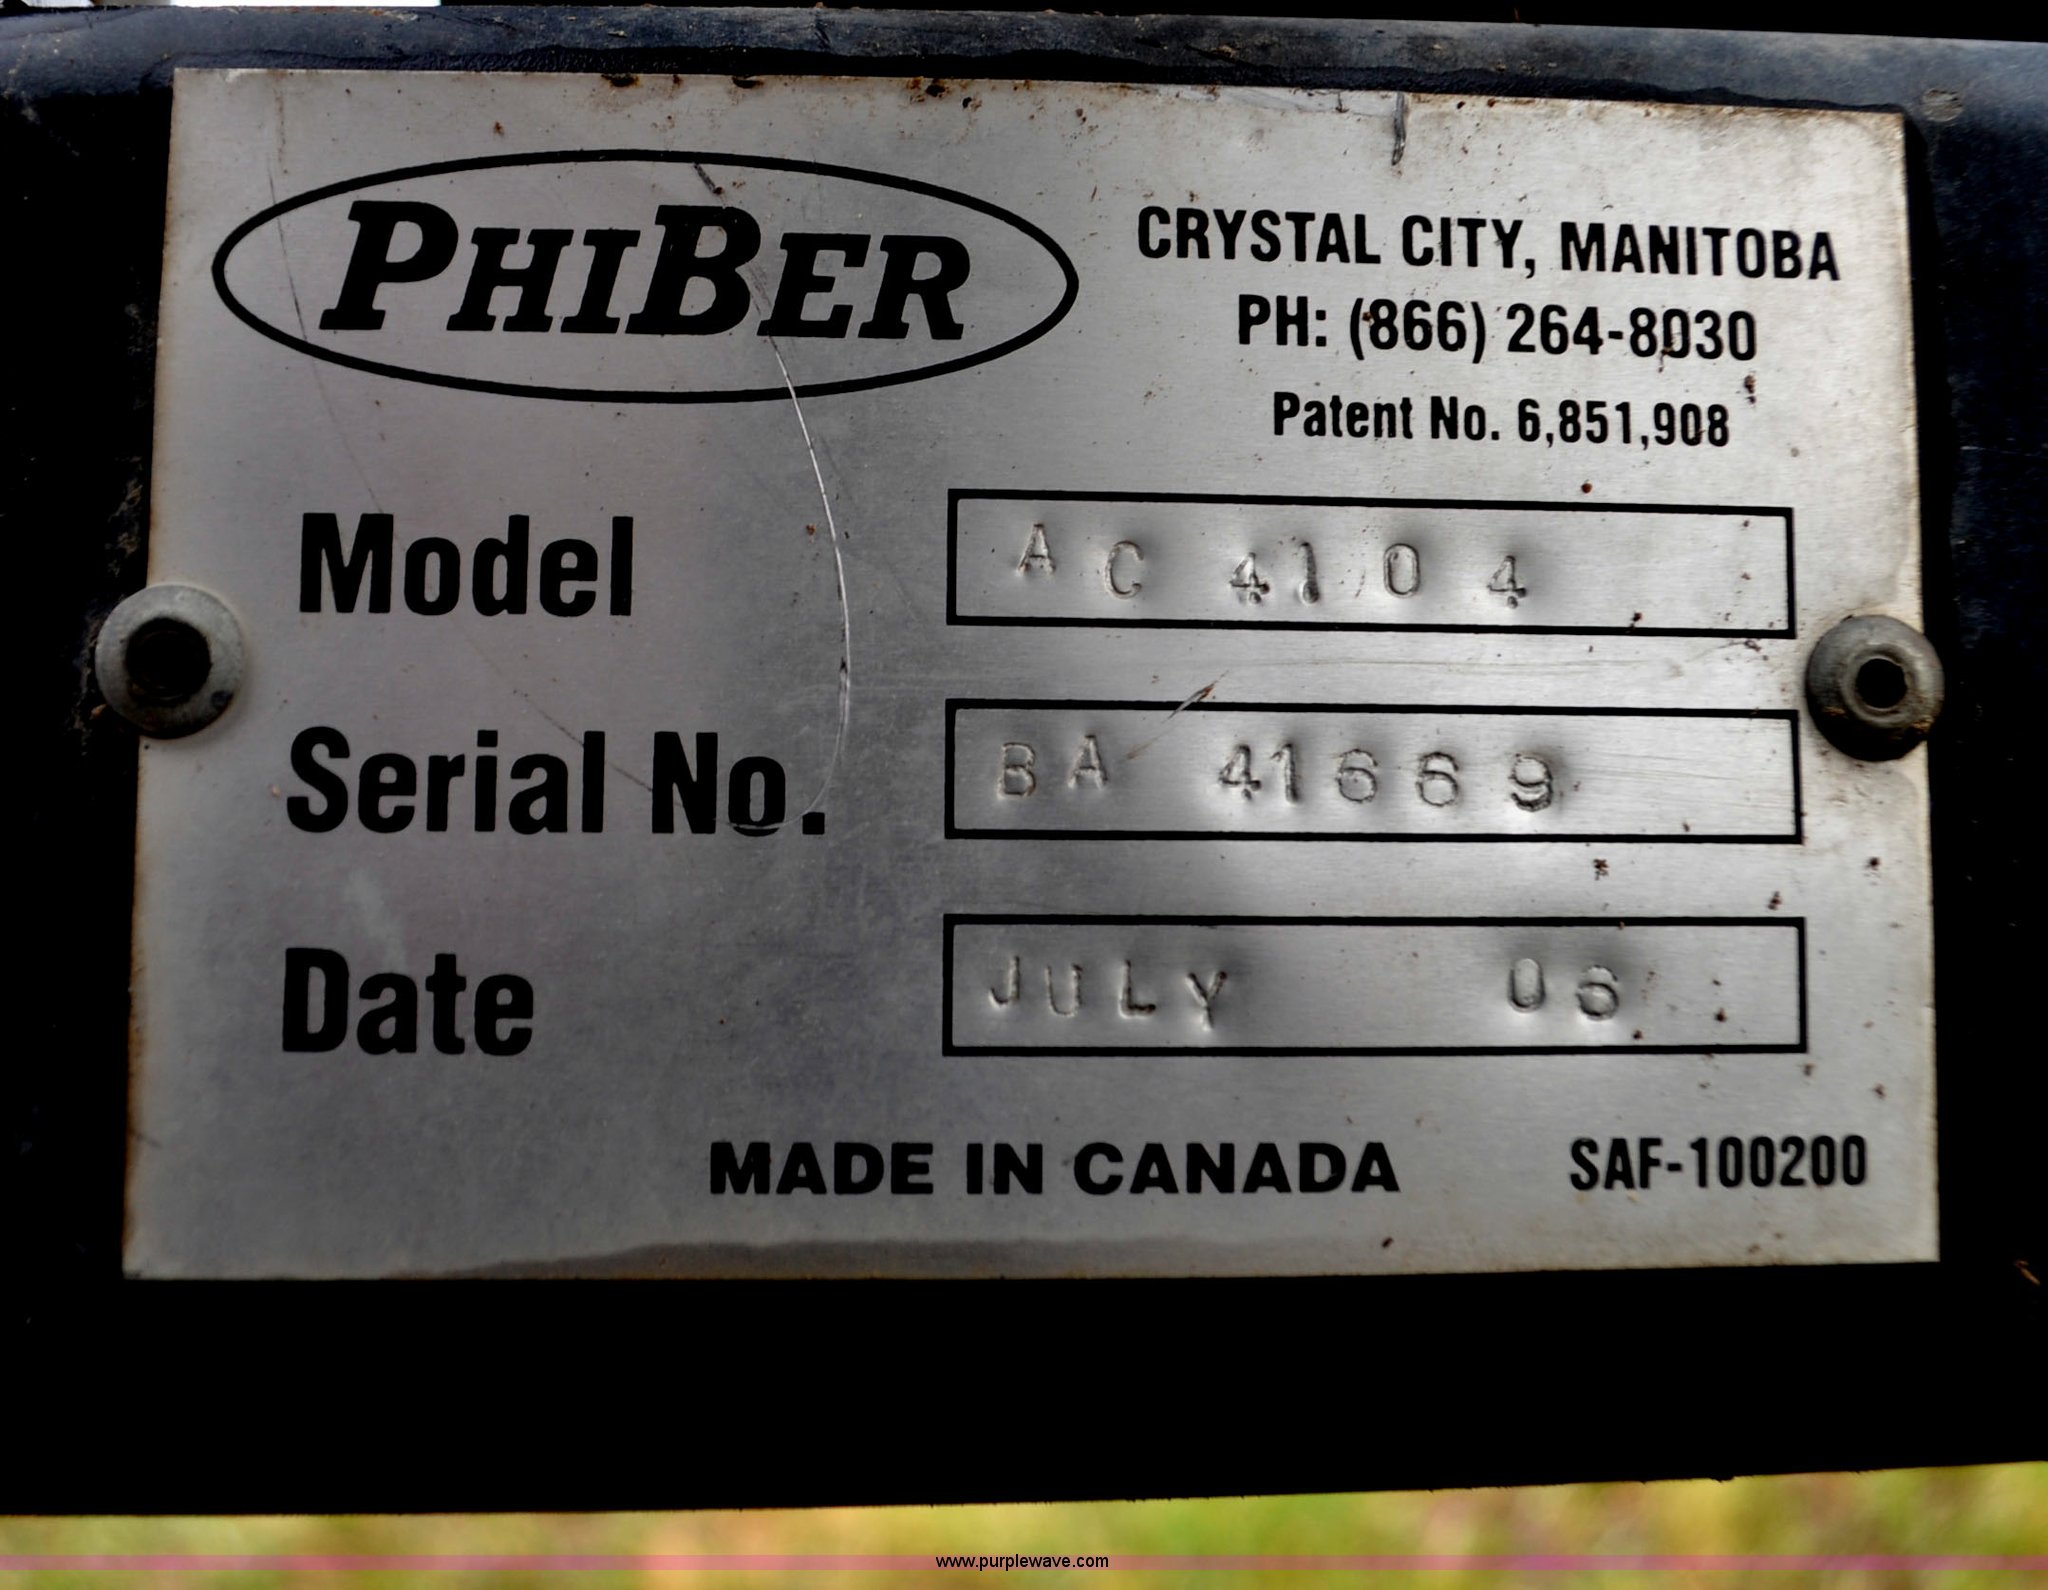 PHIBER
CRYSTAL CITY, MANITOBA
PH: (866) 264-8030
Patent No. 6,851,908
Model AC 4104
Serial No. BA 41669
Date JULY 06
MADE IN CANADA SAF-100200
www.purplewave.com